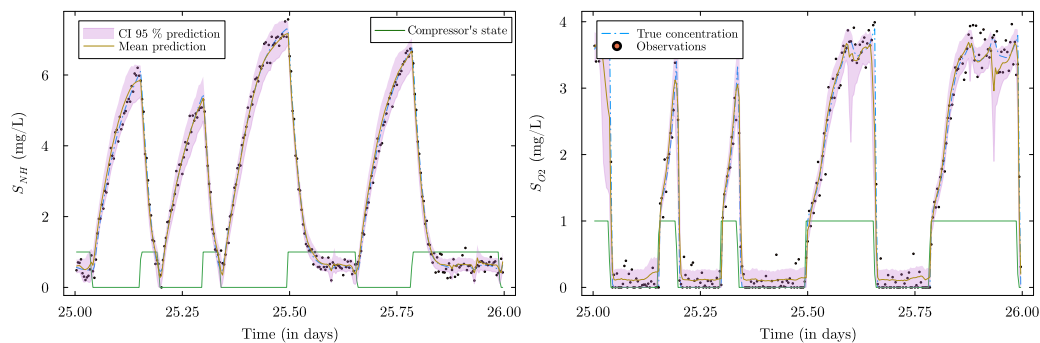 CI 95 % prediction
Mean prediction
Compressor's state
S_NH (mg/L)
6
4
2
0
25.00
25.25
25.50
25.75
26.00
Time (in days)
True concentration
Observations
S_O2 (mg/L)
4
3
2
1
0
25.00
25.25
25.50
25.75
26.00
Time (in days)